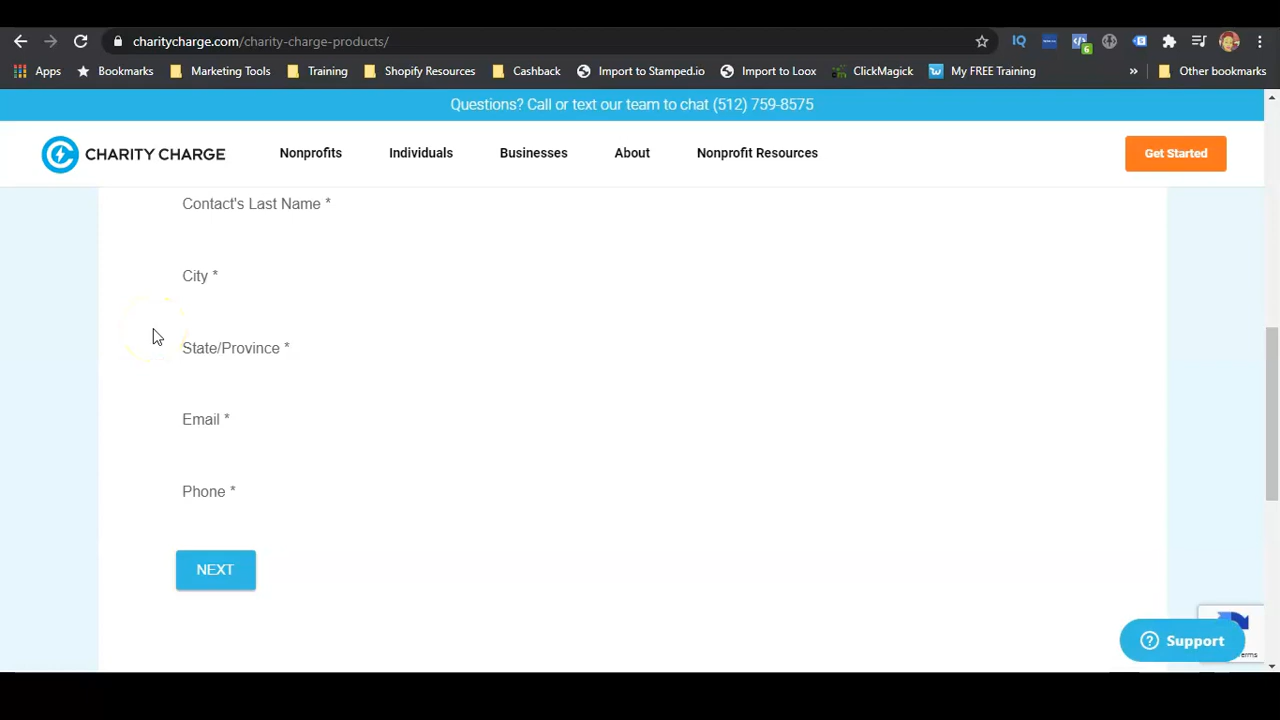 charitycharge.com/charity-charge-products/
IQ
6
Apps Bookmarks Marketing Tools Training Shopify Resources Cashback Import to Stamped.io Import to Loox ClickMagick My FREE Training » Other bookmarks
Questions? Call or text our team to chat (512) 759-8575
CHARITY CHARGE Nonprofits Individuals Businesses About Nonprofit Resources Get Started
Contact's Last Name *
City *
State/Province *
Email *
Phone *
NEXT
Support